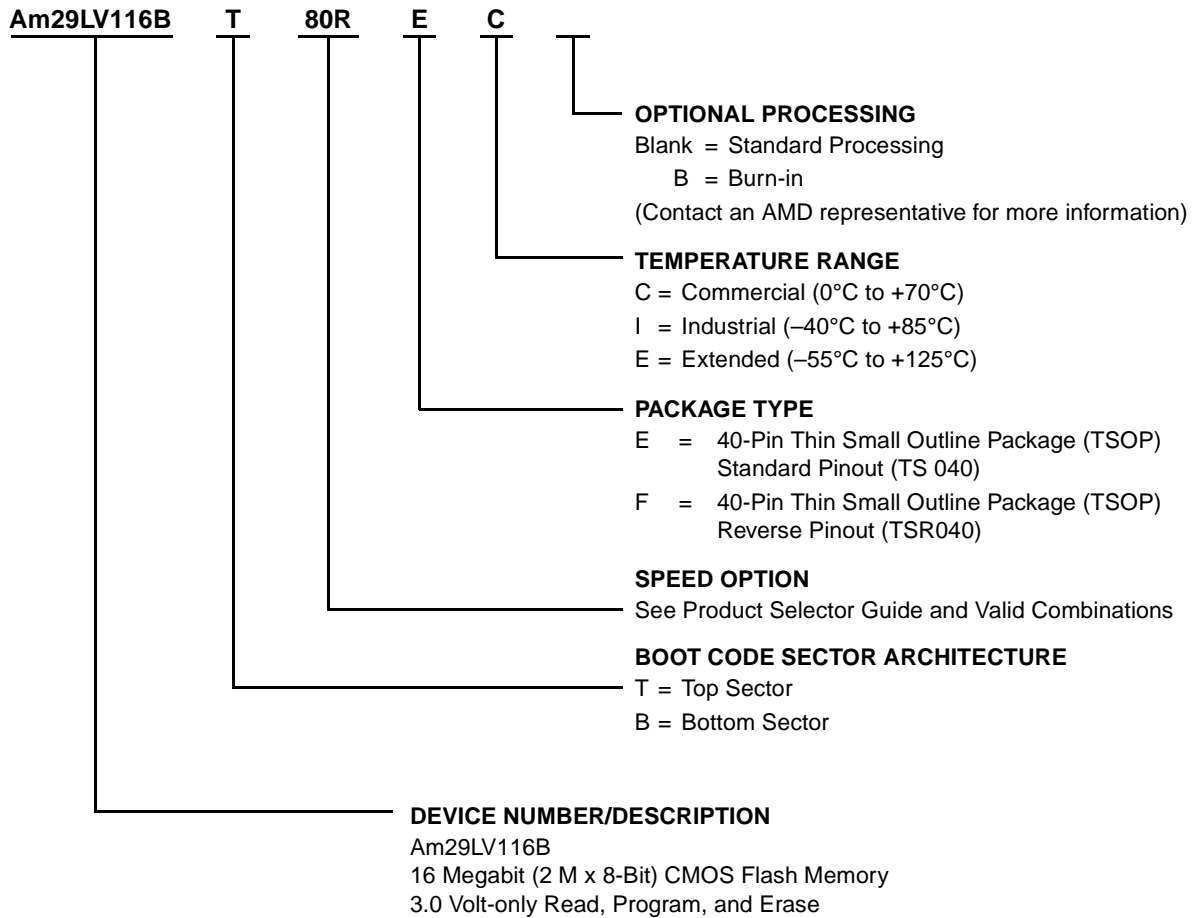 Am29LV116B T 80R E C
OPTIONAL PROCESSING
Blank = Standard Processing
B = Burn-in
(Contact an AMD representative for more information)
TEMPERATURE RANGE
C = Commercial (0°C to +70°C)
I = Industrial (–40°C to +85°C)
E = Extended (–55°C to +125°C)
PACKAGE TYPE
E = 40-Pin Thin Small Outline Package (TSOP)
Standard Pinout (TS 040)
F = 40-Pin Thin Small Outline Package (TSOP)
Reverse Pinout (TSR040)
SPEED OPTION
See Product Selector Guide and Valid Combinations
BOOT CODE SECTOR ARCHITECTURE
T = Top Sector
B = Bottom Sector
DEVICE NUMBER/DESCRIPTION
Am29LV116B
16 Megabit (2 M x 8-Bit) CMOS Flash Memory
3.0 Volt-only Read, Program, and Erase